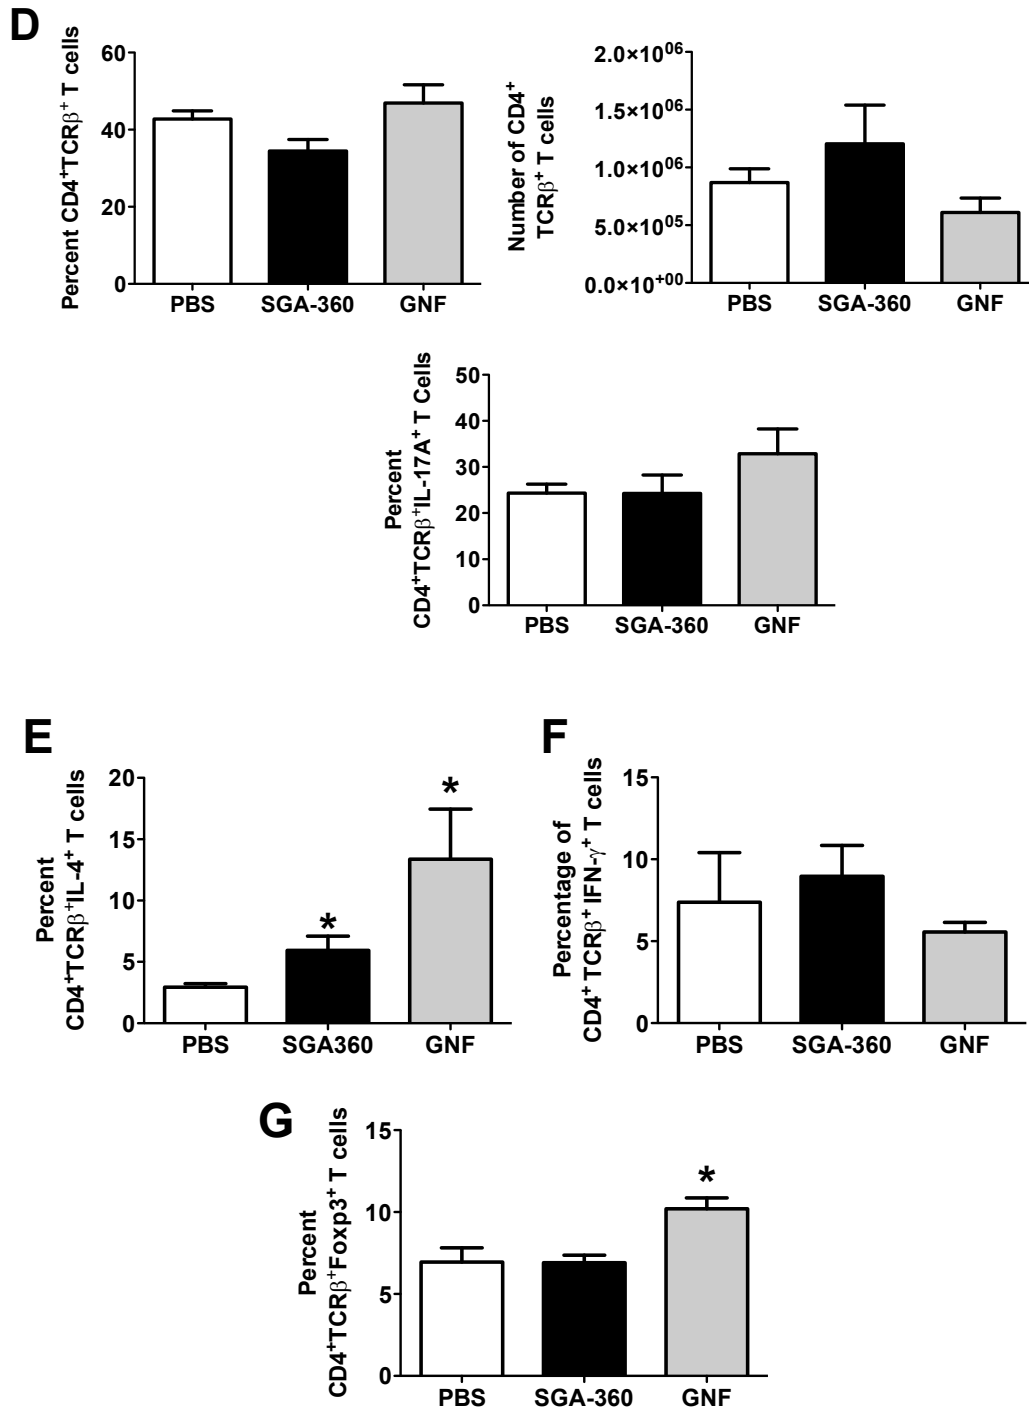 D
Percent CD4⁺TCRβ⁺ T cells
60
40
20
0
PBS SGA-360 GNF
Number of CD4⁺
TCRβ⁺ T cells
2.0×10⁰⁶
1.5×10⁰⁶
1.0×10⁰⁶
5.0×10⁰⁵
0.0×10⁺⁰⁰
PBS SGA-360 GNF
Percent
CD4⁺TCRβ⁺IL-17A⁺ T Cells
50
40
30
20
10
0
PBS SGA-360 GNF
E
Percent
CD4⁺TCRβ⁺IL-4⁺ T cells
20
15
10
5
0
*
*
PBS SGA360 GNF
F
Percentage of
CD4⁺ TCRβ⁺ IFN-γ⁺ T cells
15
10
5
0
PBS SGA-360 GNF
G
Percent
CD4⁺TCRβ⁺Foxp3⁺ T cells
15
10
5
0
*
PBS SGA-360 GNF